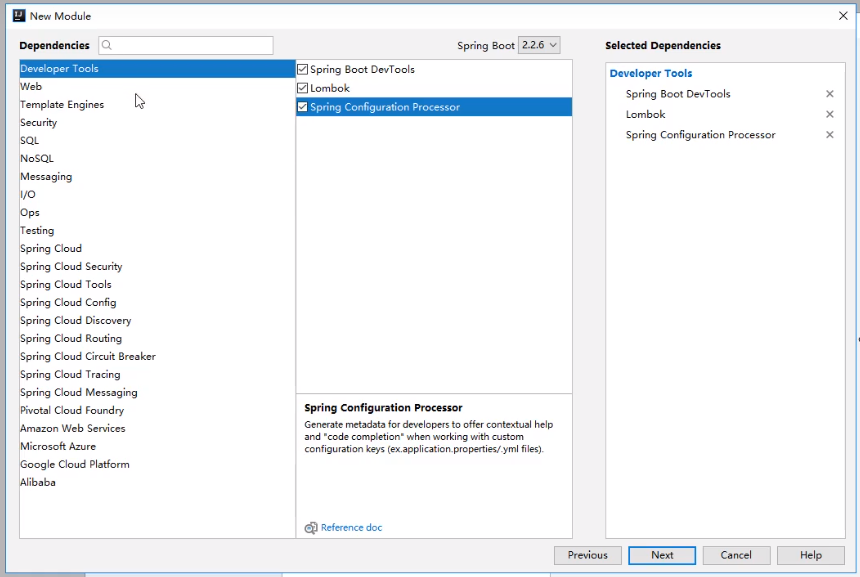 New Module
Dependencies
Spring Boot 2.2.6
Selected Dependencies
Developer Tools
Web
Template Engines
Security
SQL
NoSQL
Messaging
I/O
Ops
Testing
Spring Cloud
Spring Cloud Security
Spring Cloud Tools
Spring Cloud Config
Spring Cloud Discovery
Spring Cloud Routing
Spring Cloud Circuit Breaker
Spring Cloud Tracing
Spring Cloud Messaging
Pivotal Cloud Foundry
Amazon Web Services
Microsoft Azure
Google Cloud Platform
Alibaba
Spring Boot DevTools
Lombok
Spring Configuration Processor
Spring Configuration Processor
Generate metadata for developers to offer contextual help
and "code completion" when working with custom
configuration keys (ex.application.properties/.yml files).
Reference doc
Developer Tools
Spring Boot DevTools
Lombok
Spring Configuration Processor
Previous
Next
Cancel
Help